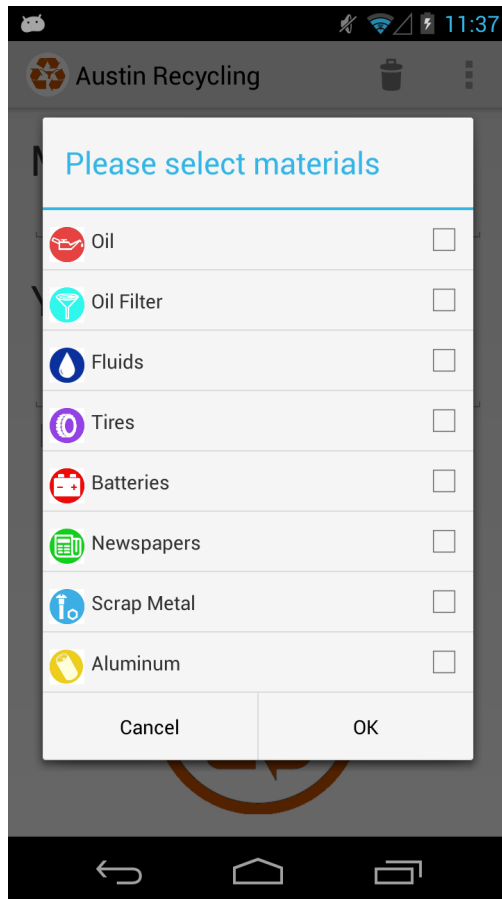 11:37
Austin Recycling
Please select materials
Oil
Oil Filter
Fluids
Tires
Batteries
Newspapers
Scrap Metal
Aluminum
Cancel
OK